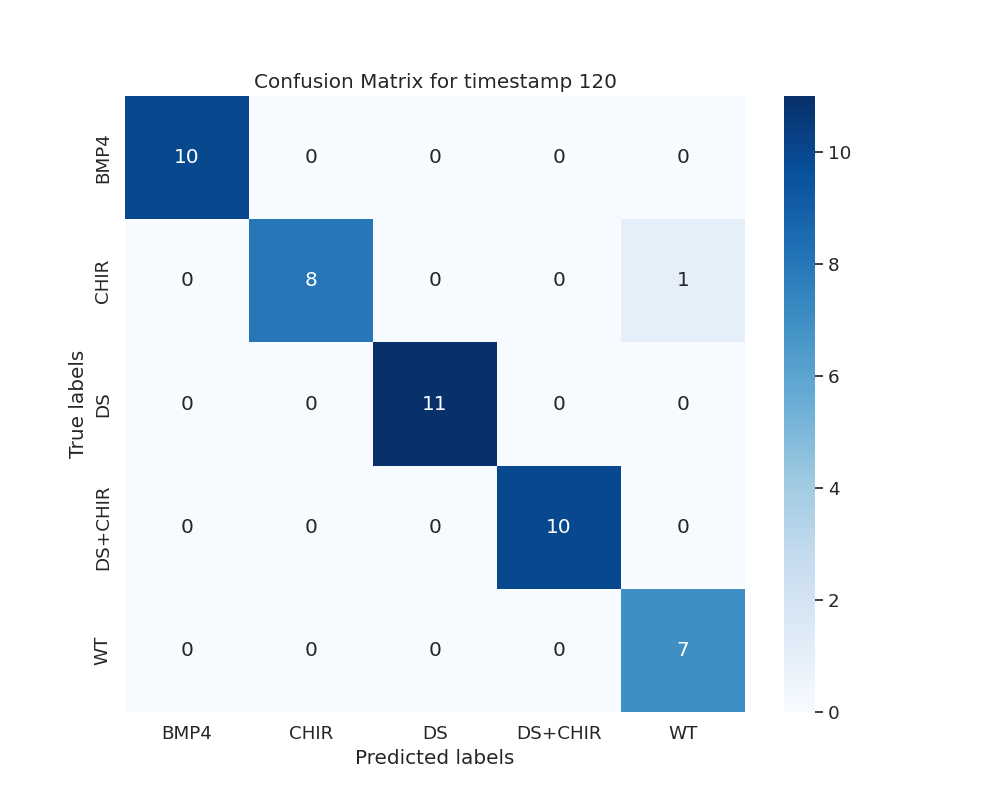 Confusion Matrix for timestamp 120
True labels
BMP4 10 0 0 0 0
CHIR 0 8 0 0 1
DS 0 0 11 0 0
DS+CHIR 0 0 0 10 0
WT 0 0 0 0 7
BMP4 CHIR DS DS+CHIR WT
Predicted labels
10
8
6
4
2
0